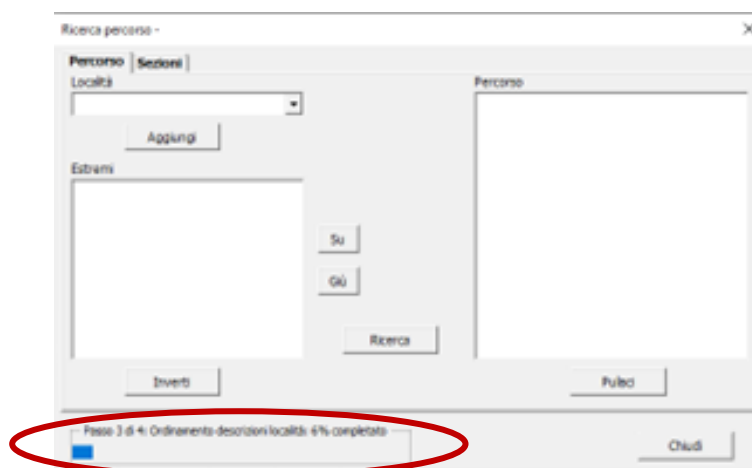 Ricerca percorso -
Percorso Sezioni
Località
Aggiungi
Estremi
Su
Giù
Ricerca
Inverti
Percorso
Pulisci
Passo 3 di 4: Ordinamento descrizioni località: 6% completato
Chiudi